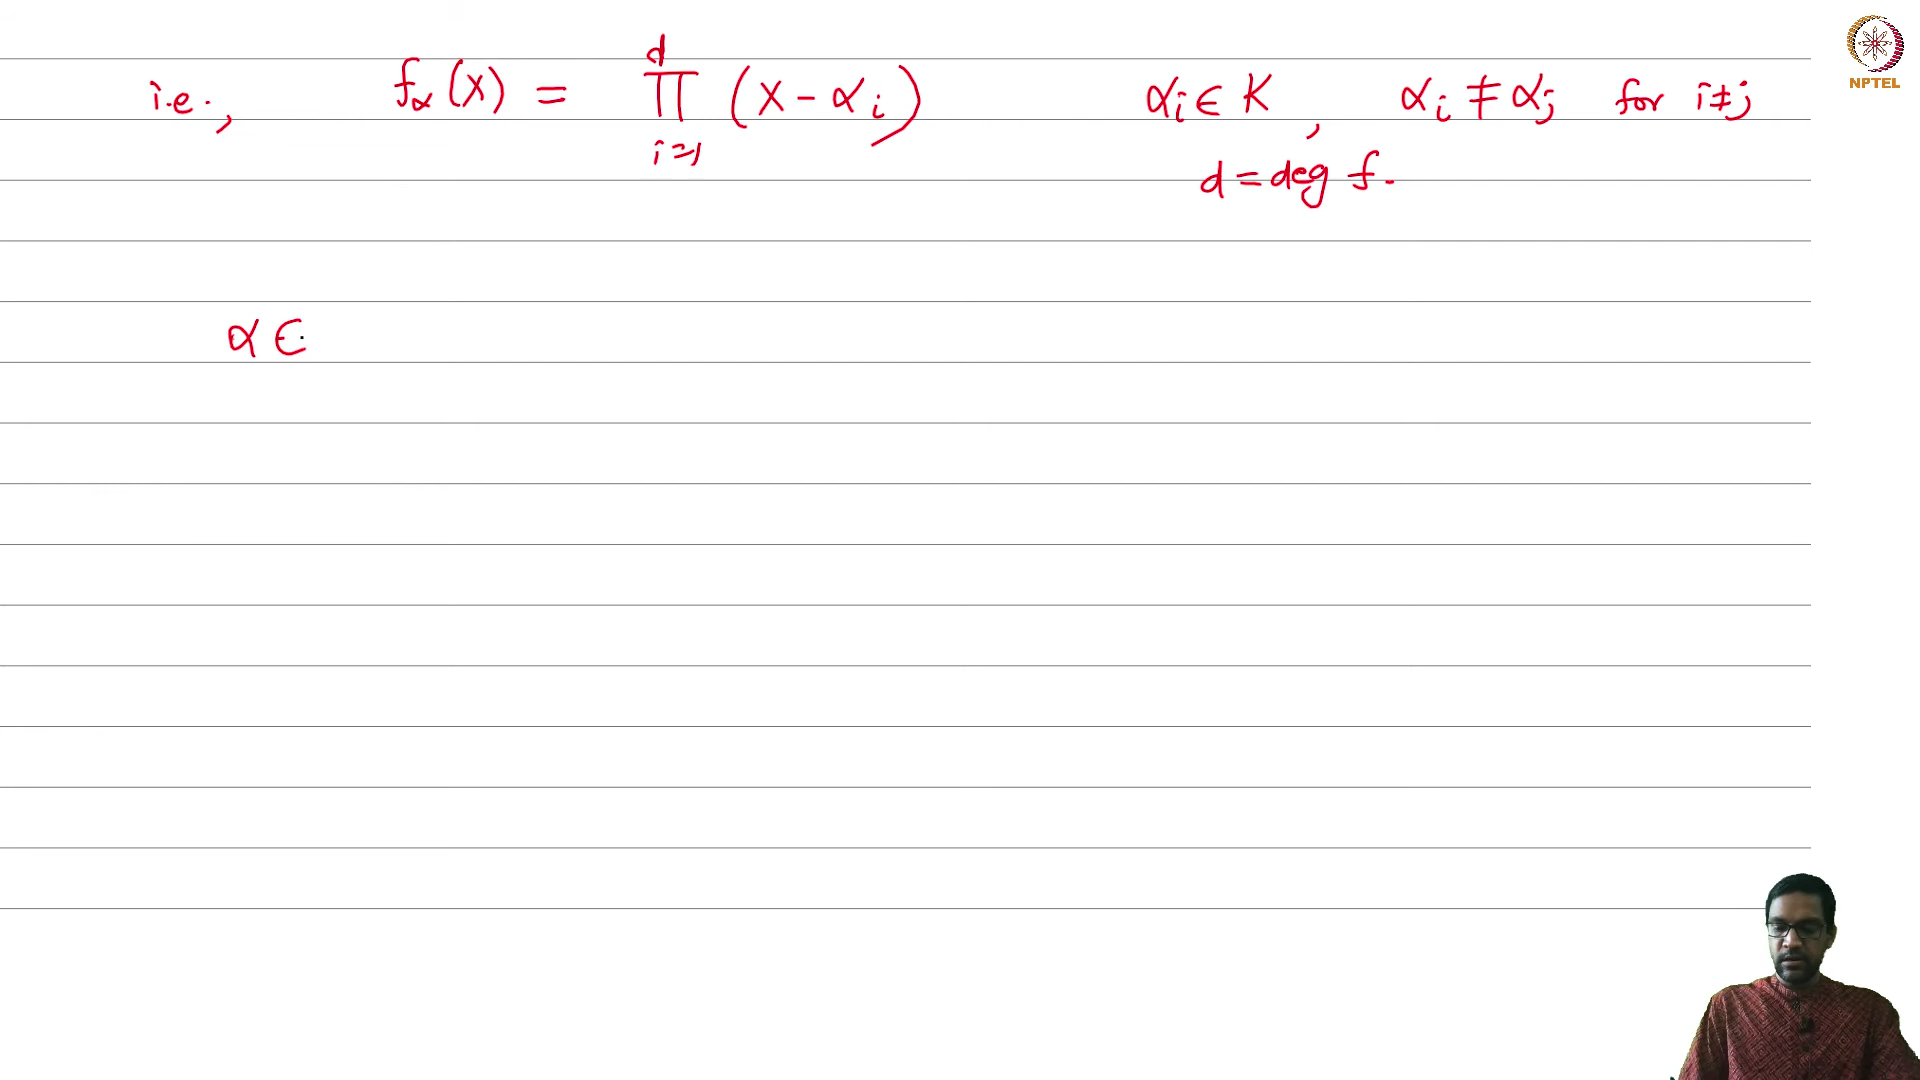 i.e., f_α(X) = ∏_{i=1}^{d} (X - α_i) α_i ∈ K, α_i ≠ α_j for i≠j
d = deg f.
α ∈
NPTEL